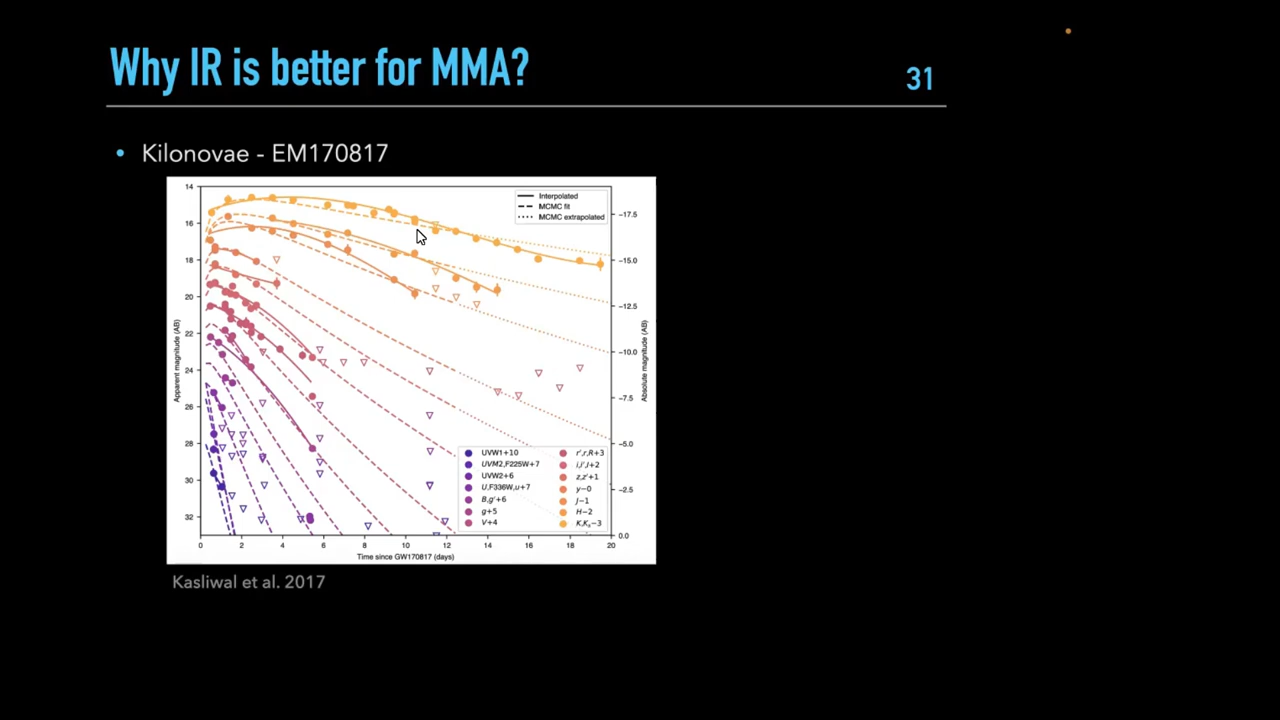 Why IR is better for MMA?
31
• Kilonovae - EM170817
14
16
18
20
22
24
26
28
30
32
Apparent magnitude (AB)
Interpolated
MCMC fit
MCMC extrapolated
−17.5
−15.0
−12.5
−10.0
−7.5
−5.0
−2.5
0.0
Absolute magnitude (AB)
UVW1+10
UVM2,F225W+7
UVW2+6
U,F336W,u+7
B,g'+6
g+5
V+4
r',r,R+3
i,i',I+2
z,z'+1
y−0
J−1
H−2
K,Ks−3
0 2 4 6 8 10 12 14 16 18 20
Time since GW170817 (days)
Kasliwal et al. 2017